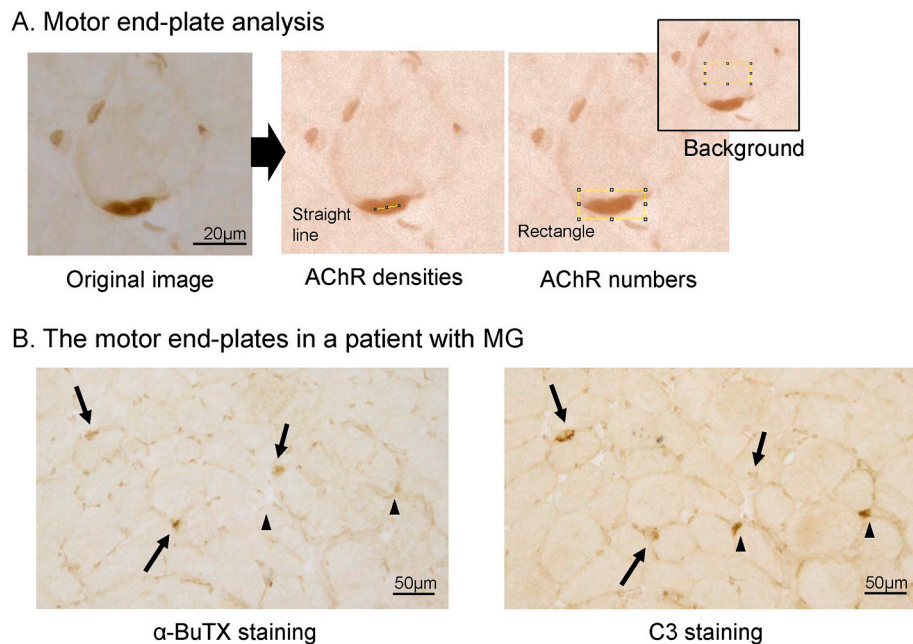 A. Motor end-plate analysis
Background
Straight
line
Rectangle
20μm
Original image
AChR densities
AChR numbers
B. The motor end-plates in a patient with MG
50μm
50μm
α-BuTX staining
C3 staining